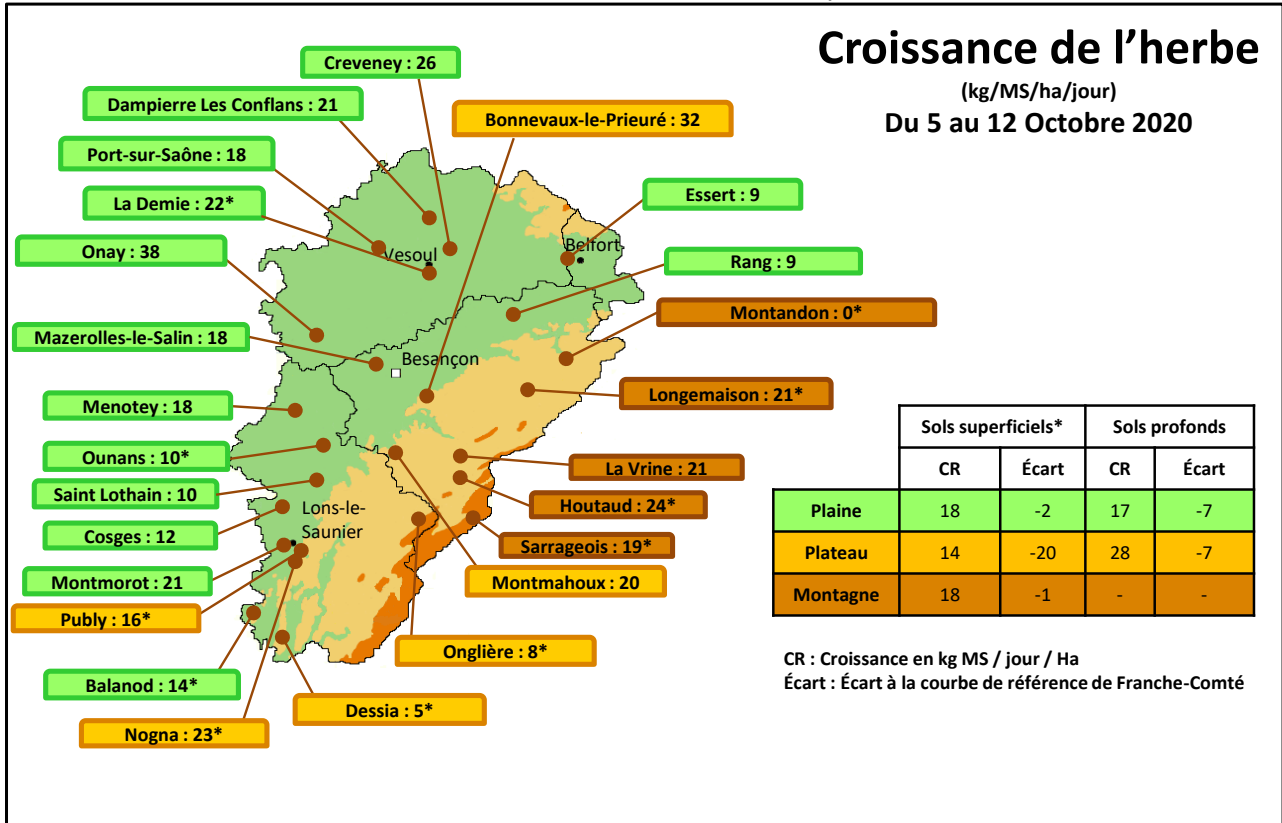 Croissance de l’herbe
(kg/MS/ha/jour)
Du 5 au 12 Octobre 2020
Creveney : 26
Dampierre Les Conflans : 21
Bonnevaux-le-Prieuré : 32
Port-sur-Saône : 18
La Demie : 22*
Essert : 9
Onay : 38
Vesoul
Belfort
Rang : 9
Montandon : 0*
Mazerolles-le-Salin : 18
Besançon
Longemaison : 21*
Menotey : 18
Ounans : 10*
La Vrine : 21
Saint Lothain : 10
Houtaud : 24*
Lons-le-
Saunier
Cosges : 12
Sarrageois : 19*
Montmorot : 21
Montmahoux : 20
Publy : 16*
Onglière : 8*
Balanod : 14*
Dessia : 5*
Nogna : 23*
Sols superficiels* Sols profonds
CR Écart CR Écart
Plaine 18 -2 17 -7
Plateau 14 -20 28 -7
Montagne 18 -1 - -
CR : Croissance en kg MS / jour / Ha
Écart : Écart à la courbe de référence de Franche-Comté